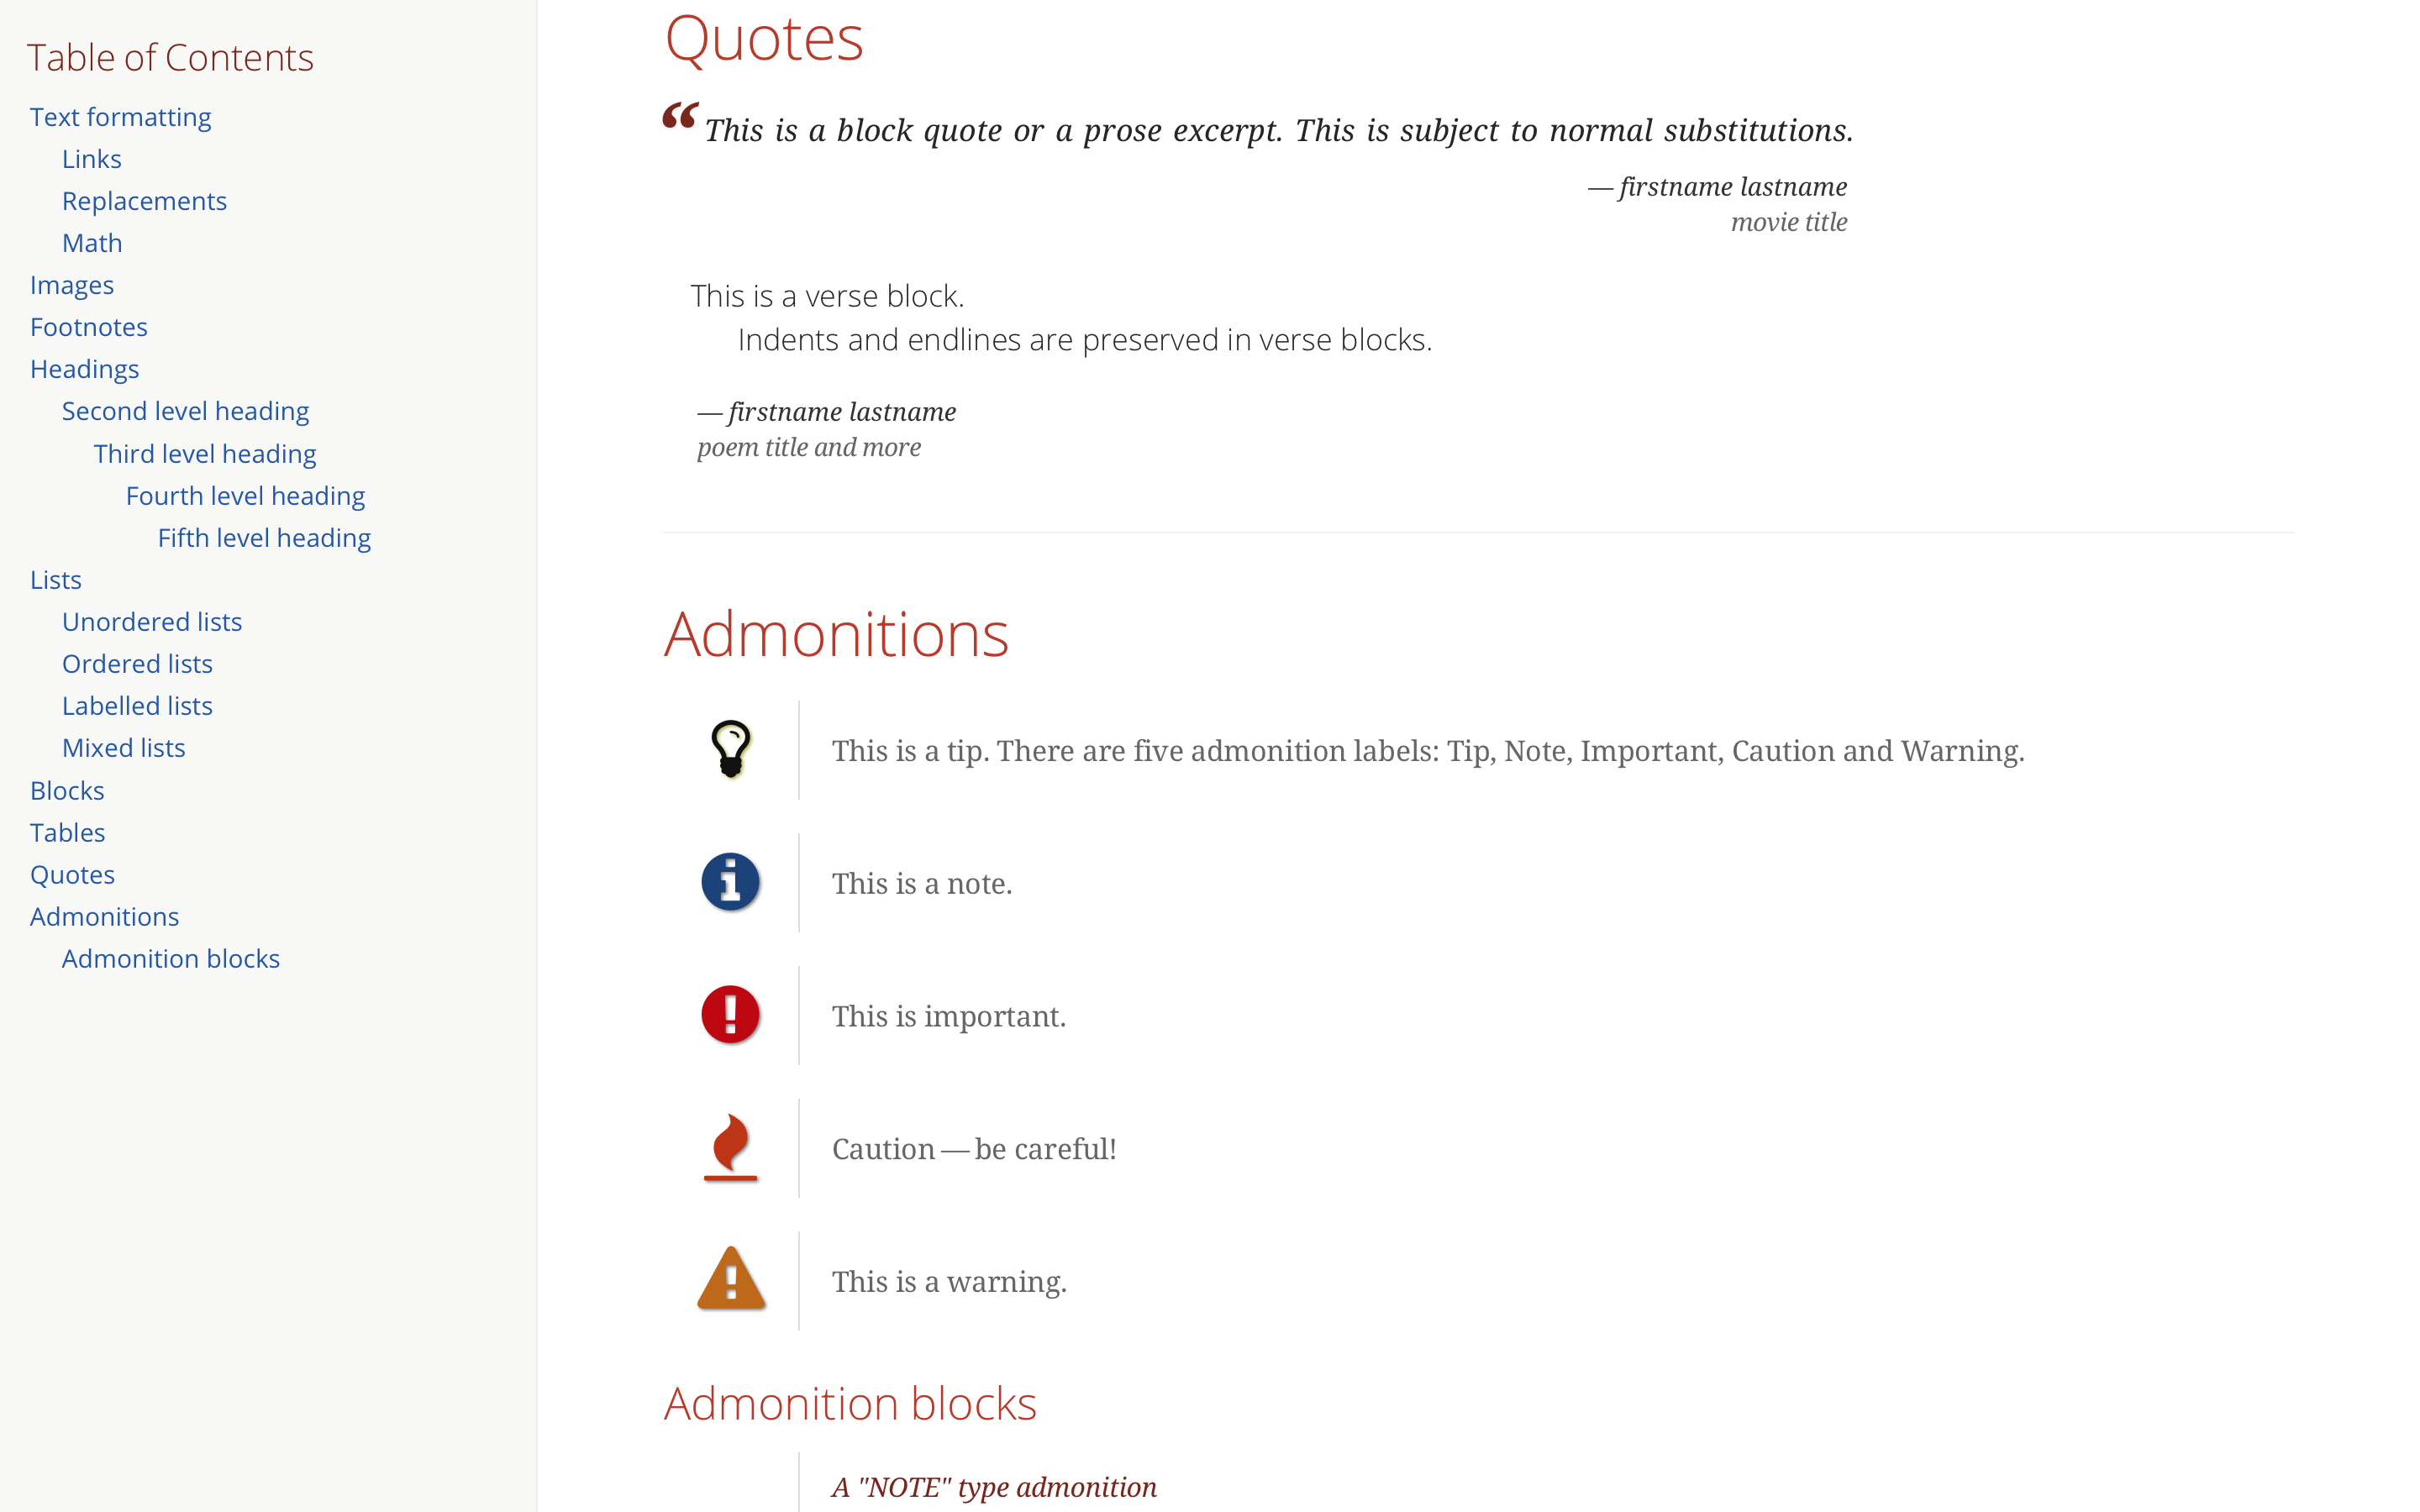 Table of Contents
Text formatting
Links
Replacements
Math
Images
Footnotes
Headings
Second level heading
Third level heading
Fourth level heading
Fifth level heading
Lists
Unordered lists
Ordered lists
Labelled lists
Mixed lists
Blocks
Tables
Quotes
Admonitions
Admonition blocks
Quotes
“ This is a block quote or a prose excerpt. This is subject to normal substitutions.
— firstname lastname
movie title
This is a verse block.
Indents and endlines are preserved in verse blocks.
— firstname lastname
poem title and more
Admonitions
This is a tip. There are five admonition labels: Tip, Note, Important, Caution and Warning.
This is a note.
This is important.
Caution — be careful!
This is a warning.
Admonition blocks
A "NOTE" type admonition